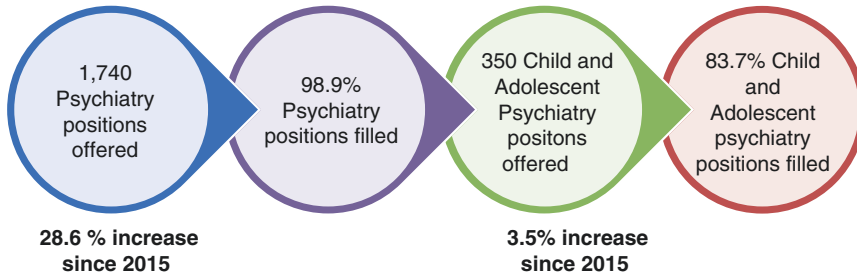 1,740
Psychiatry
positions
offered
98.9%
Psychiatry
positions filled
350 Child and
Adolescent
Psychiatry
positons
offered
83.7% Child
and
Adolescent
psychiatry
positions filled
28.6 % increase
since 2015
3.5% increase
since 2015